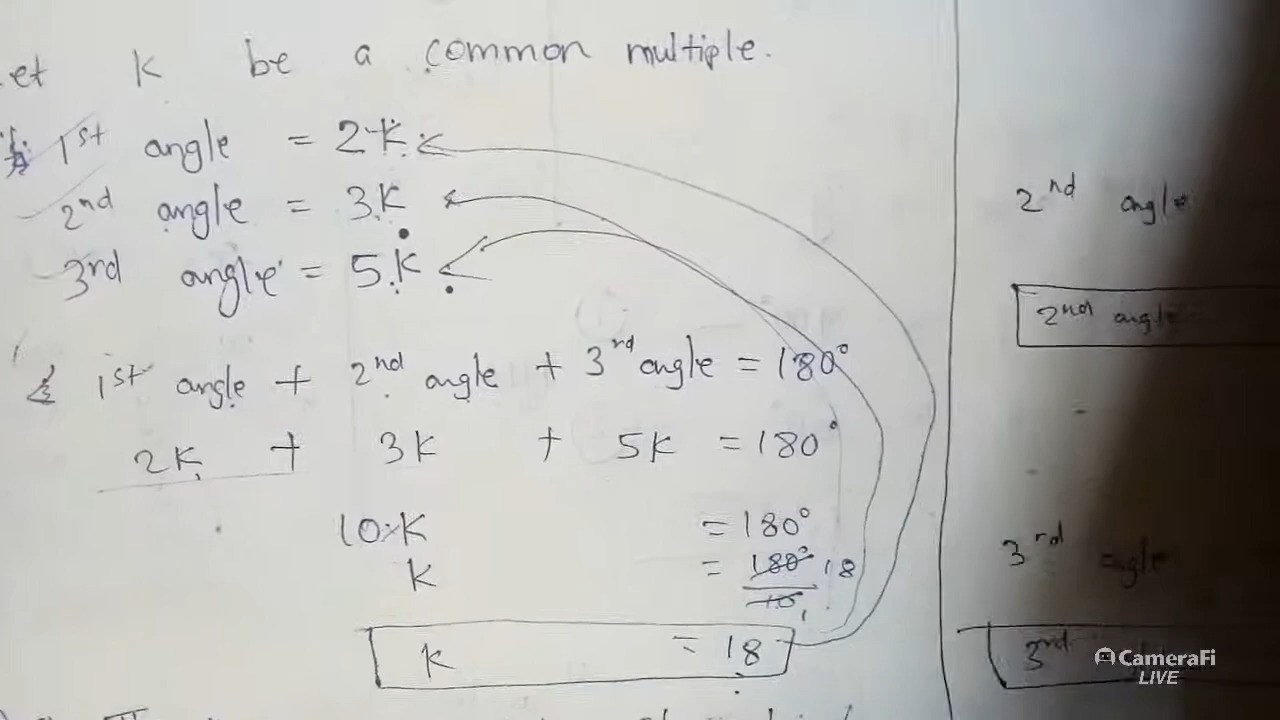 et K be a common multiple.
1st angle = 2K
2nd angle = 3K
3rd angle = 5K
1st angle + 2nd angle + 3rd angle = 180°
2K + 3K + 5K = 180°
10K = 180°
K = 180° 18
10 1
K = 18
2nd angle
2nd angle
3rd angle
3rd
CameraFi
LIVE